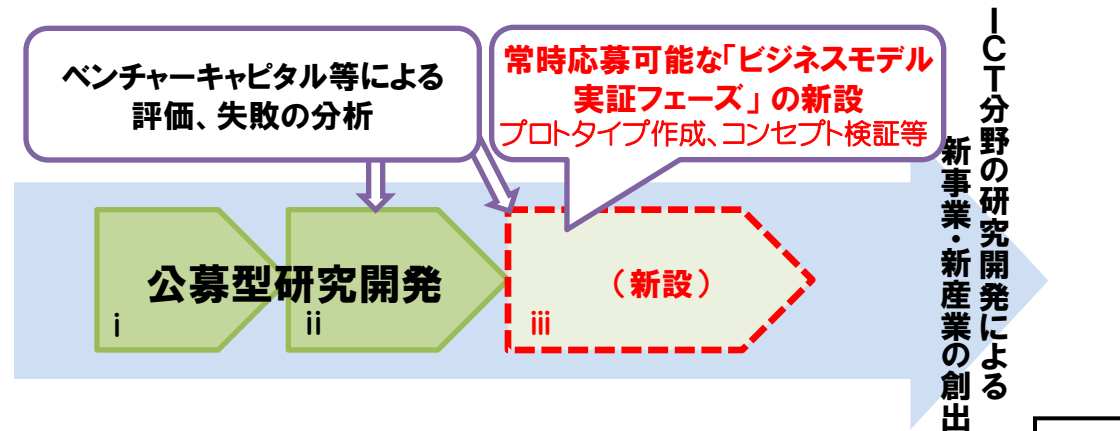 ベンチャーキャピタル等による
評価、失敗の分析
常時応募可能な「ビジネスモデル
実証フェーズ」の新設
プロトタイプ作成、コンセプト検証等
公募型研究開発
i
ii
iii
（新設）
ICT分野の研究開発による
新事業・新産業の創出